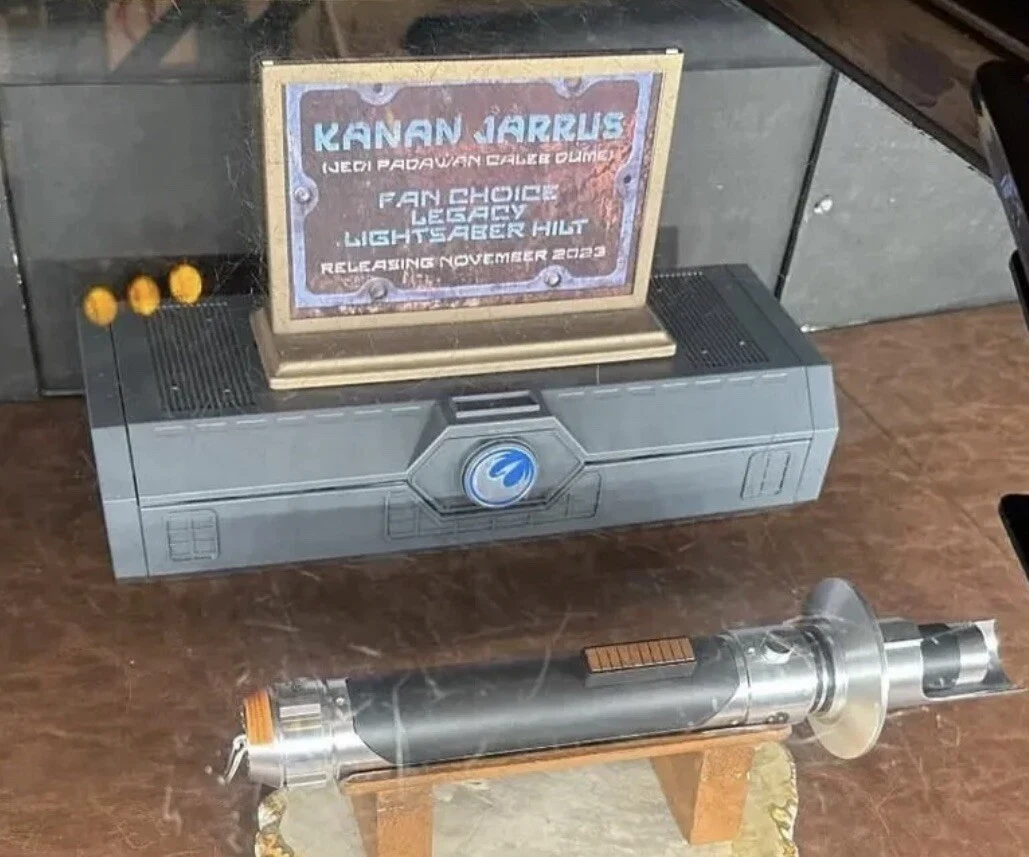 KANAN JARRUS
(JEDI PADAWAN CALEB DUME)
FAN CHOICE
LEGACY
LIGHTSABER HILT
RELEASING NOVEMBER 2023